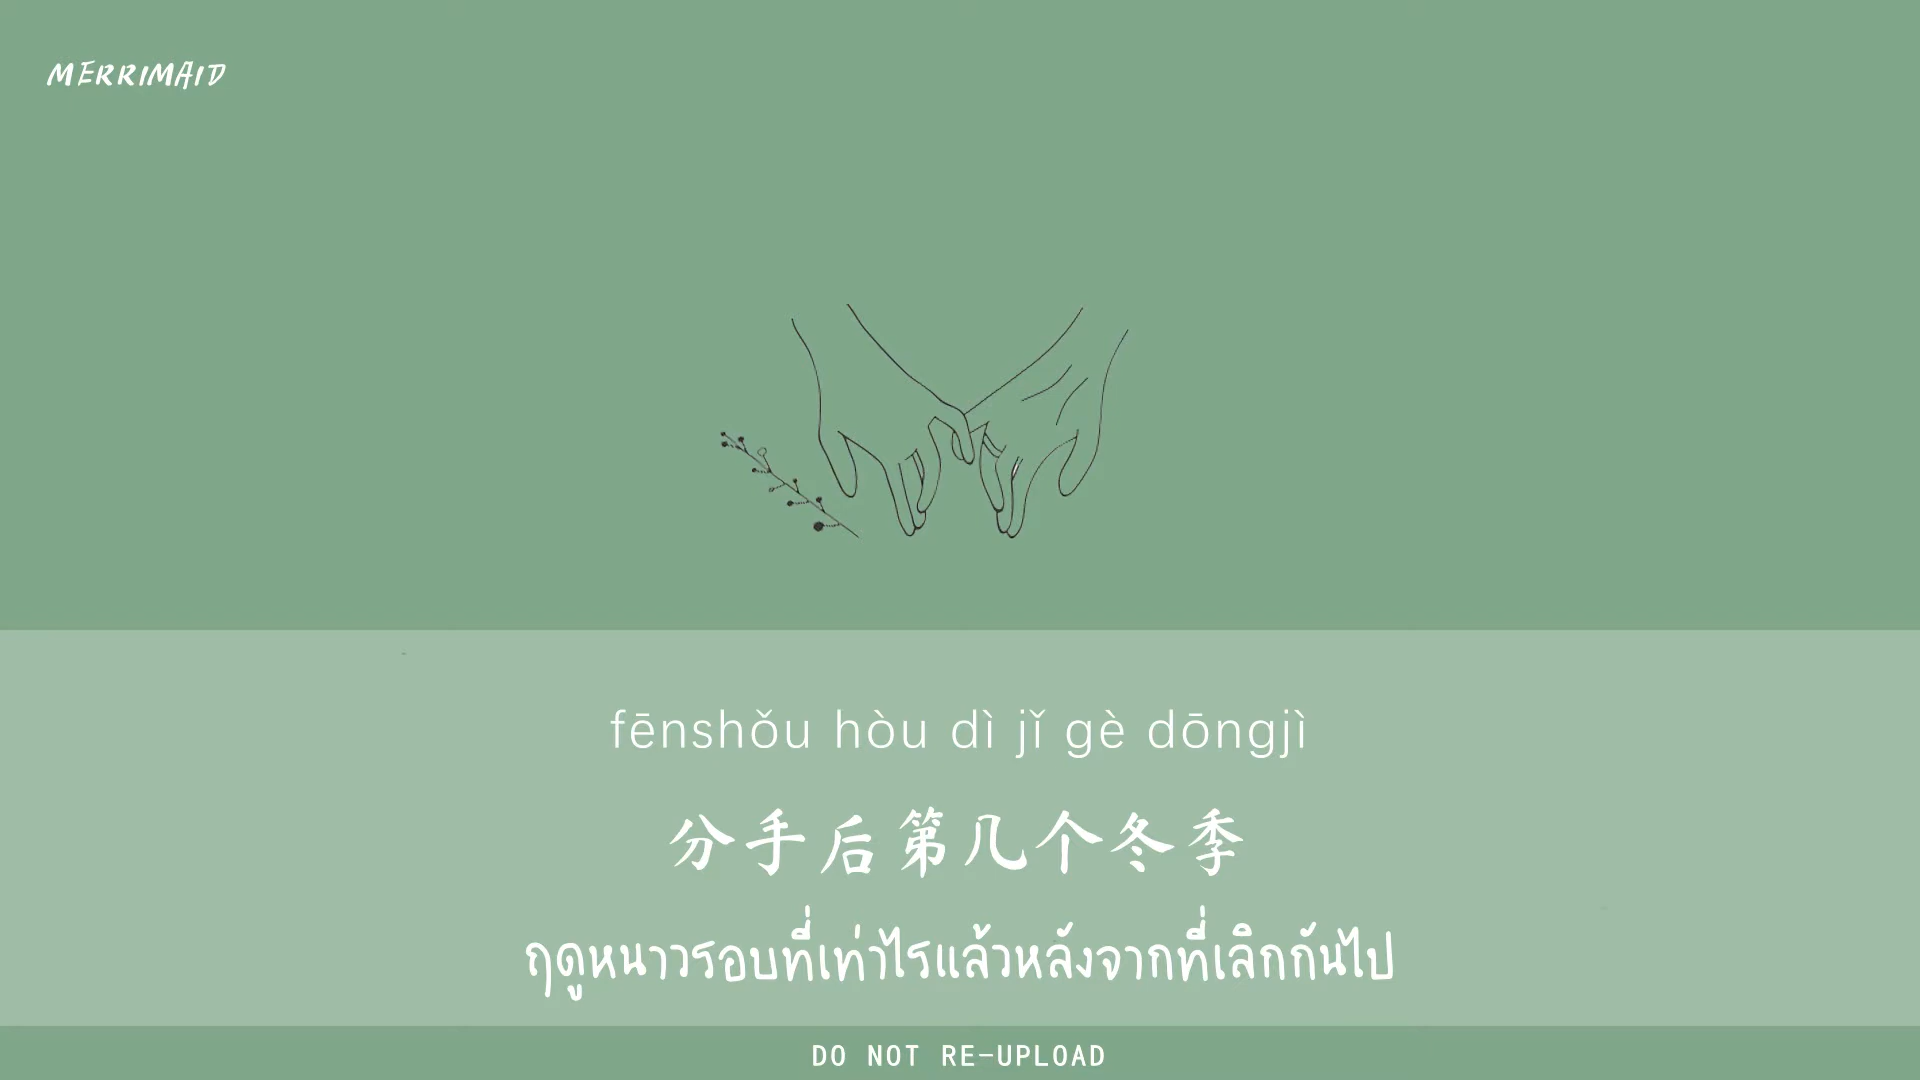 MERRIMAID
fēnshǒu hòu dì jǐ gè dōngjì
分手后第几个冬季
ฤดูหนาวรอบที่เท่าไรแล้วหลังจากที่เลิกกันไป
DO NOT RE-UPLOAD